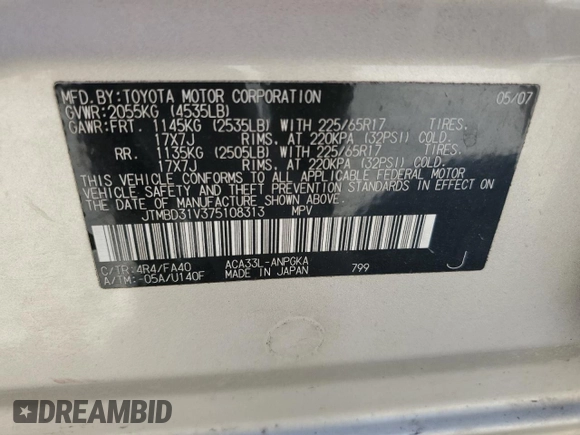 MFD.BY:TOYOTA MOTOR CORPORATION 05/07
GVWR:2055KG (4535LB)
GAWR:FRT. 1145KG (2535LB) WITH 225/65R17 TIRES,
17X7J RIMS, AT 220KPA (32PSI) COLD.
RR. 1135KG (2505LB) WITH 225/65R17 TIRES,
17X7J RIMS, AT 220KPA (32PSI) COLD.
THIS VEHICLE CONFORMS TO ALL APPLICABLE FEDERAL MOTOR
VEHICLE SAFETY AND THEFT PREVENTION STANDARDS IN EFFECT ON
THE DATE OF MANUFACTURE SHOWN ABOVE.
JTMBD31V375108313 MPV
C/TR:4R4/FA40 ACA33L-ANPGKA
A/TM:-05A/U140F MADE IN JAPAN 799 J
DREAMBID